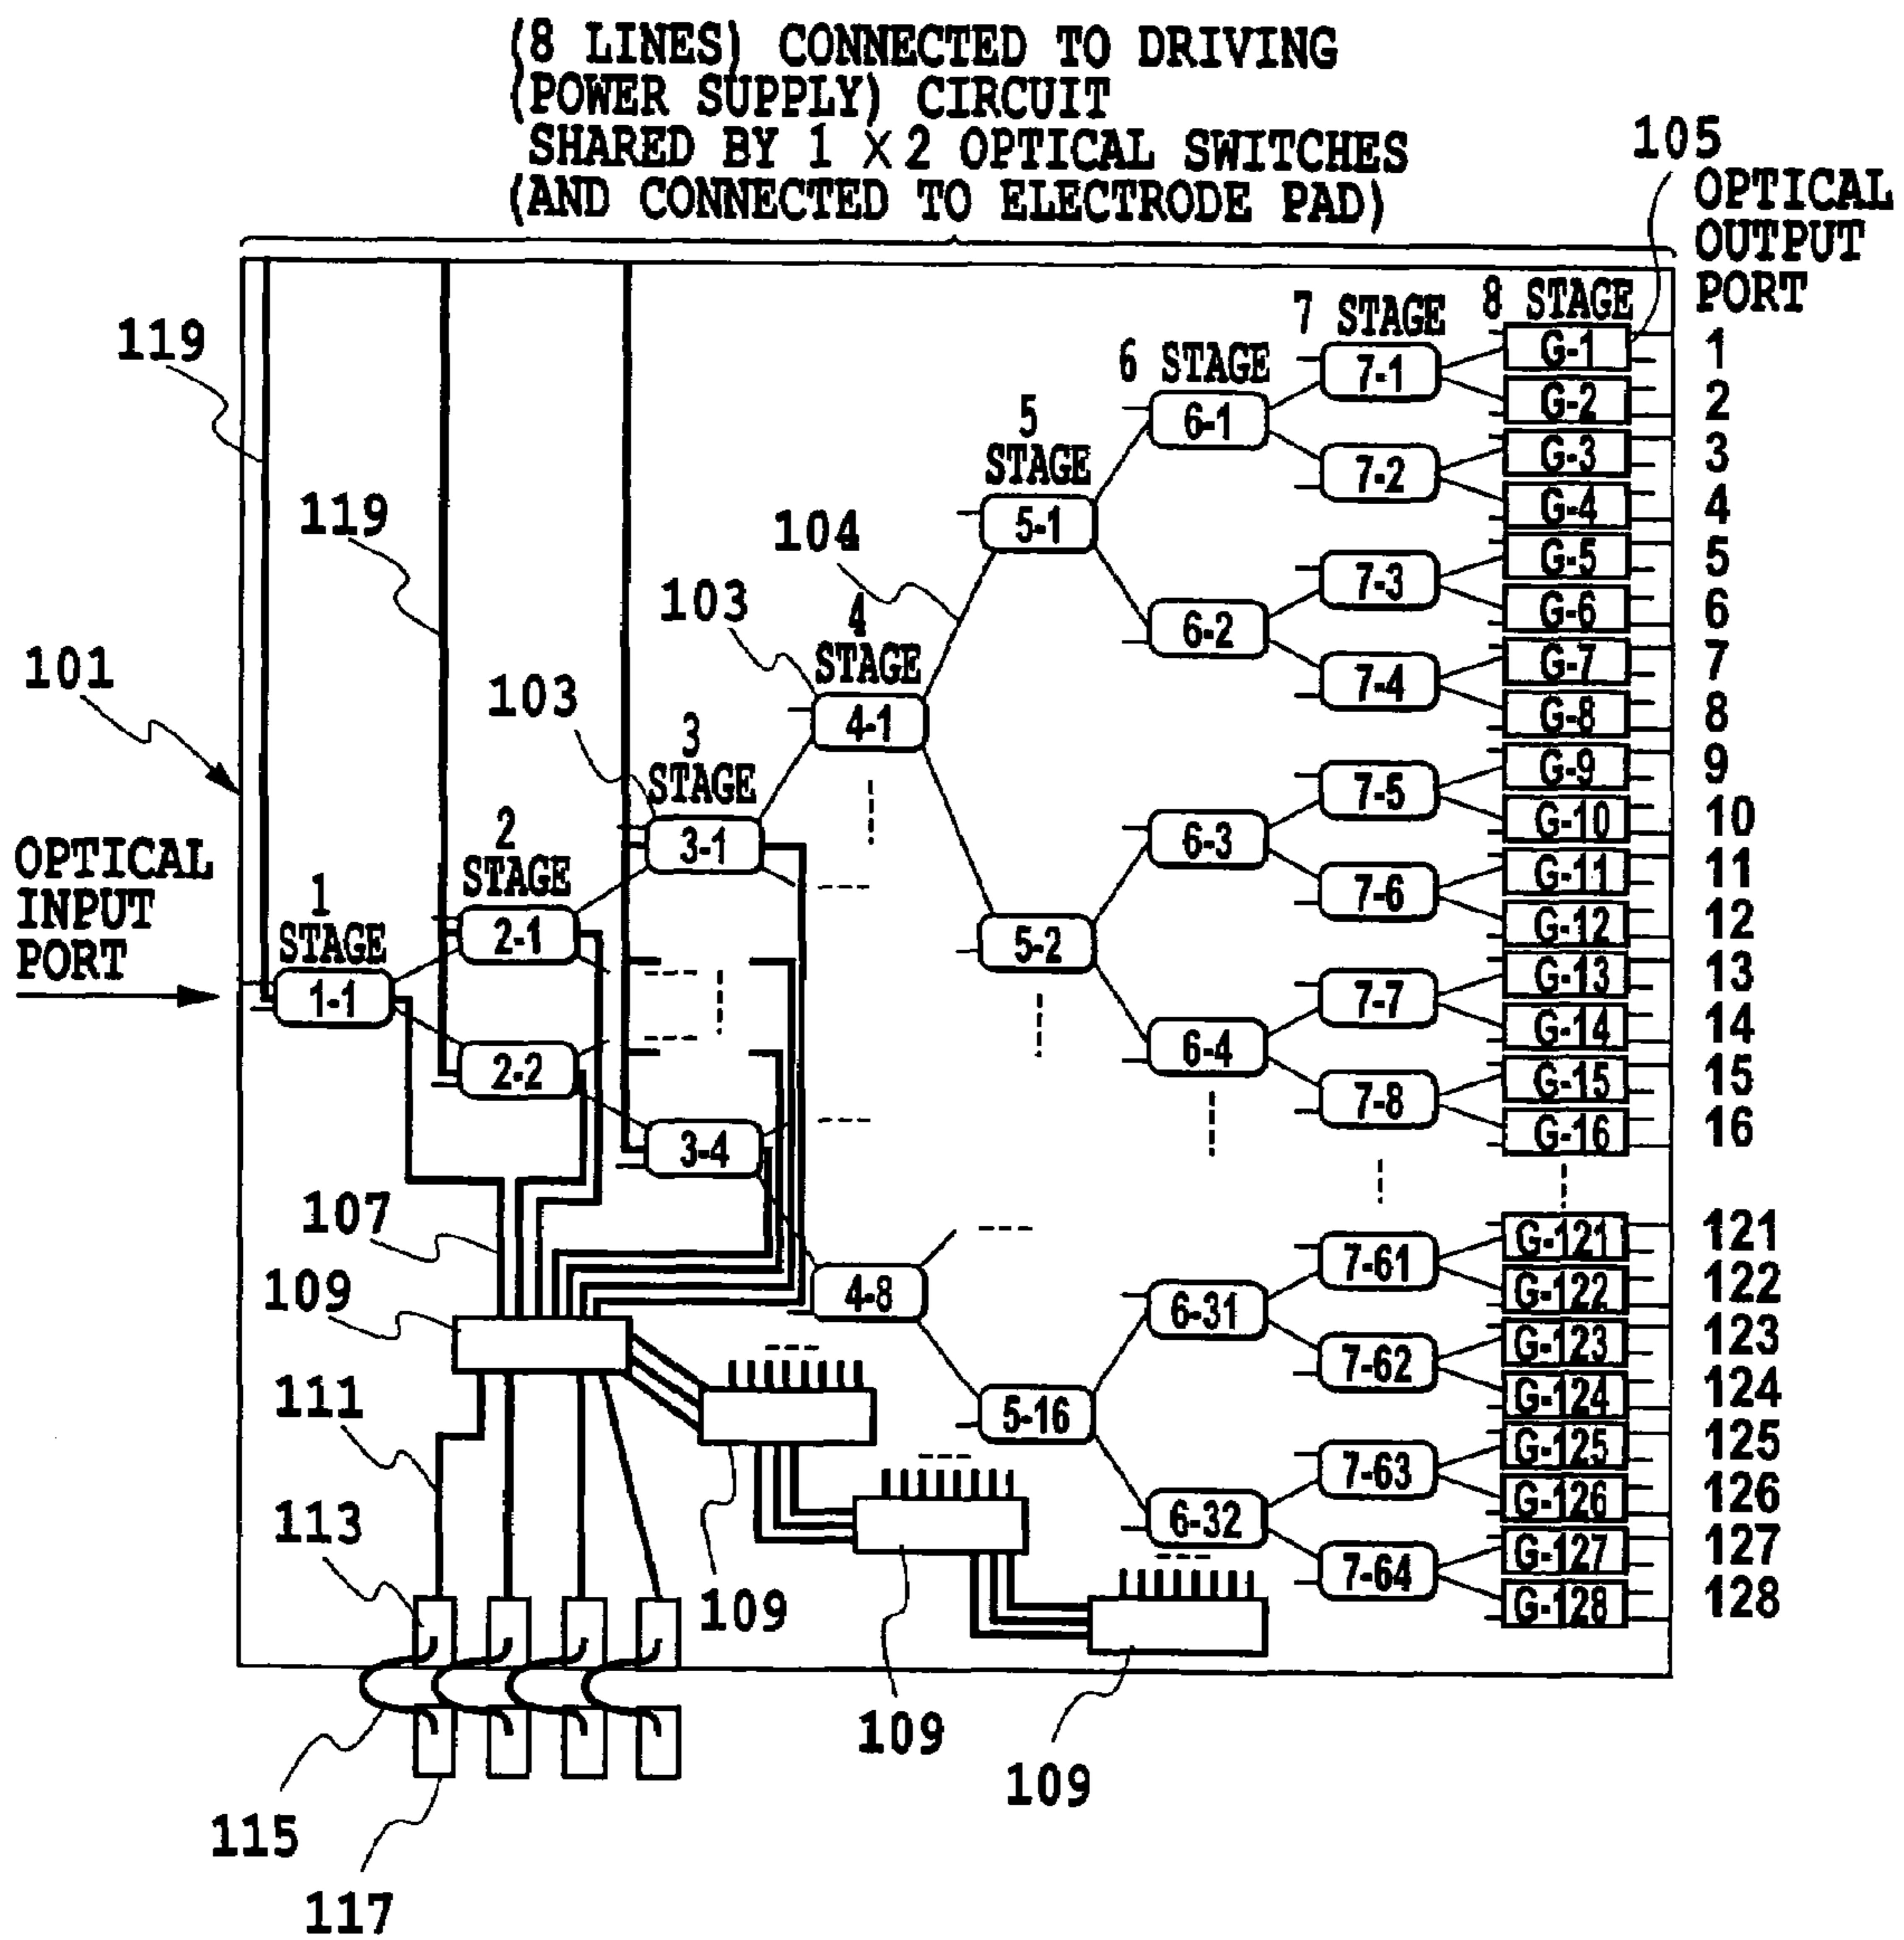 (8 LINES) CONNECTED TO DRIVING
(POWER SUPPLY) CIRCUIT
SHARED BY 1 X 2 OPTICAL SWITCHES
(AND CONNECTED TO ELECTRODE PAD)
105
OPTICAL
OUTPUT
PORT
119
119
101
103
103
104
OPTICAL
INPUT
PORT
1
STAGE
1-1
2
STAGE
2-1
2-2
3
STAGE
3-1
3-4
4
STAGE
4-1
4-8
5
STAGE
5-1
5-2
5-16
6 STAGE
6-1
6-2
6-3
6-4
6-31
6-32
7 STAGE
7-1
7-2
7-3
7-4
7-5
7-6
7-7
7-8
7-61
7-62
7-63
7-64
8 STAGE
G-1 1
G-2 2
G-3 3
G-4 4
G-5 5
G-6 6
G-7 7
G-8 8
G-9 9
G-10 10
G-11 11
G-12 12
G-13 13
G-14 14
G-15 15
G-16 16
G-121 121
G-122 122
G-123 123
G-124 124
G-125 125
G-126 126
G-127 127
G-128 128
107
109
111
113
109
109
109
115
117